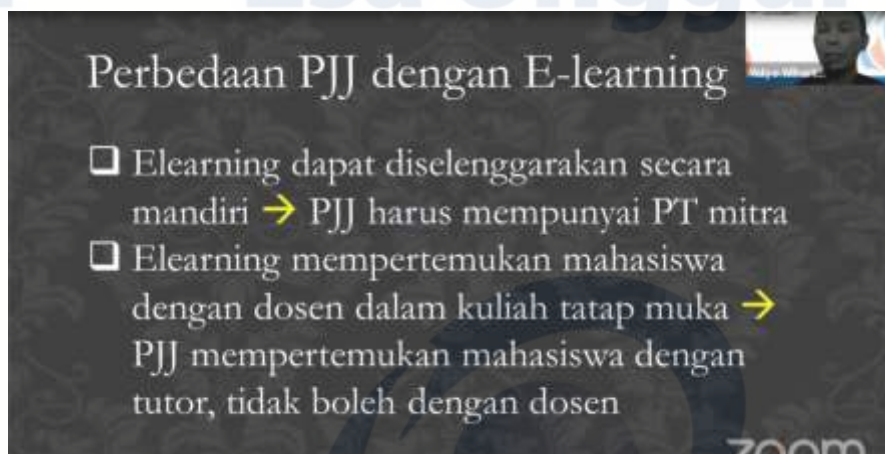 Perbedaan PJJ dengan E-learning
❑ Elearning dapat diselenggarakan secara
mandiri → PJJ harus mempunyai PT mitra
❑ Elearning mempertemukan mahasiswa
dengan dosen dalam kuliah tatap muka →
PJJ mempertemukan mahasiswa dengan
tutor, tidak boleh dengan dosen
zoom